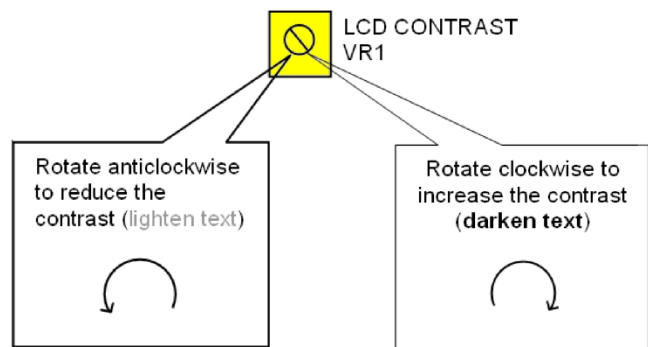 LCD CONTRAST
VR1
Rotate anticlockwise
to reduce the
contrast (lighten text)
Rotate clockwise to
increase the contrast
(darken text)